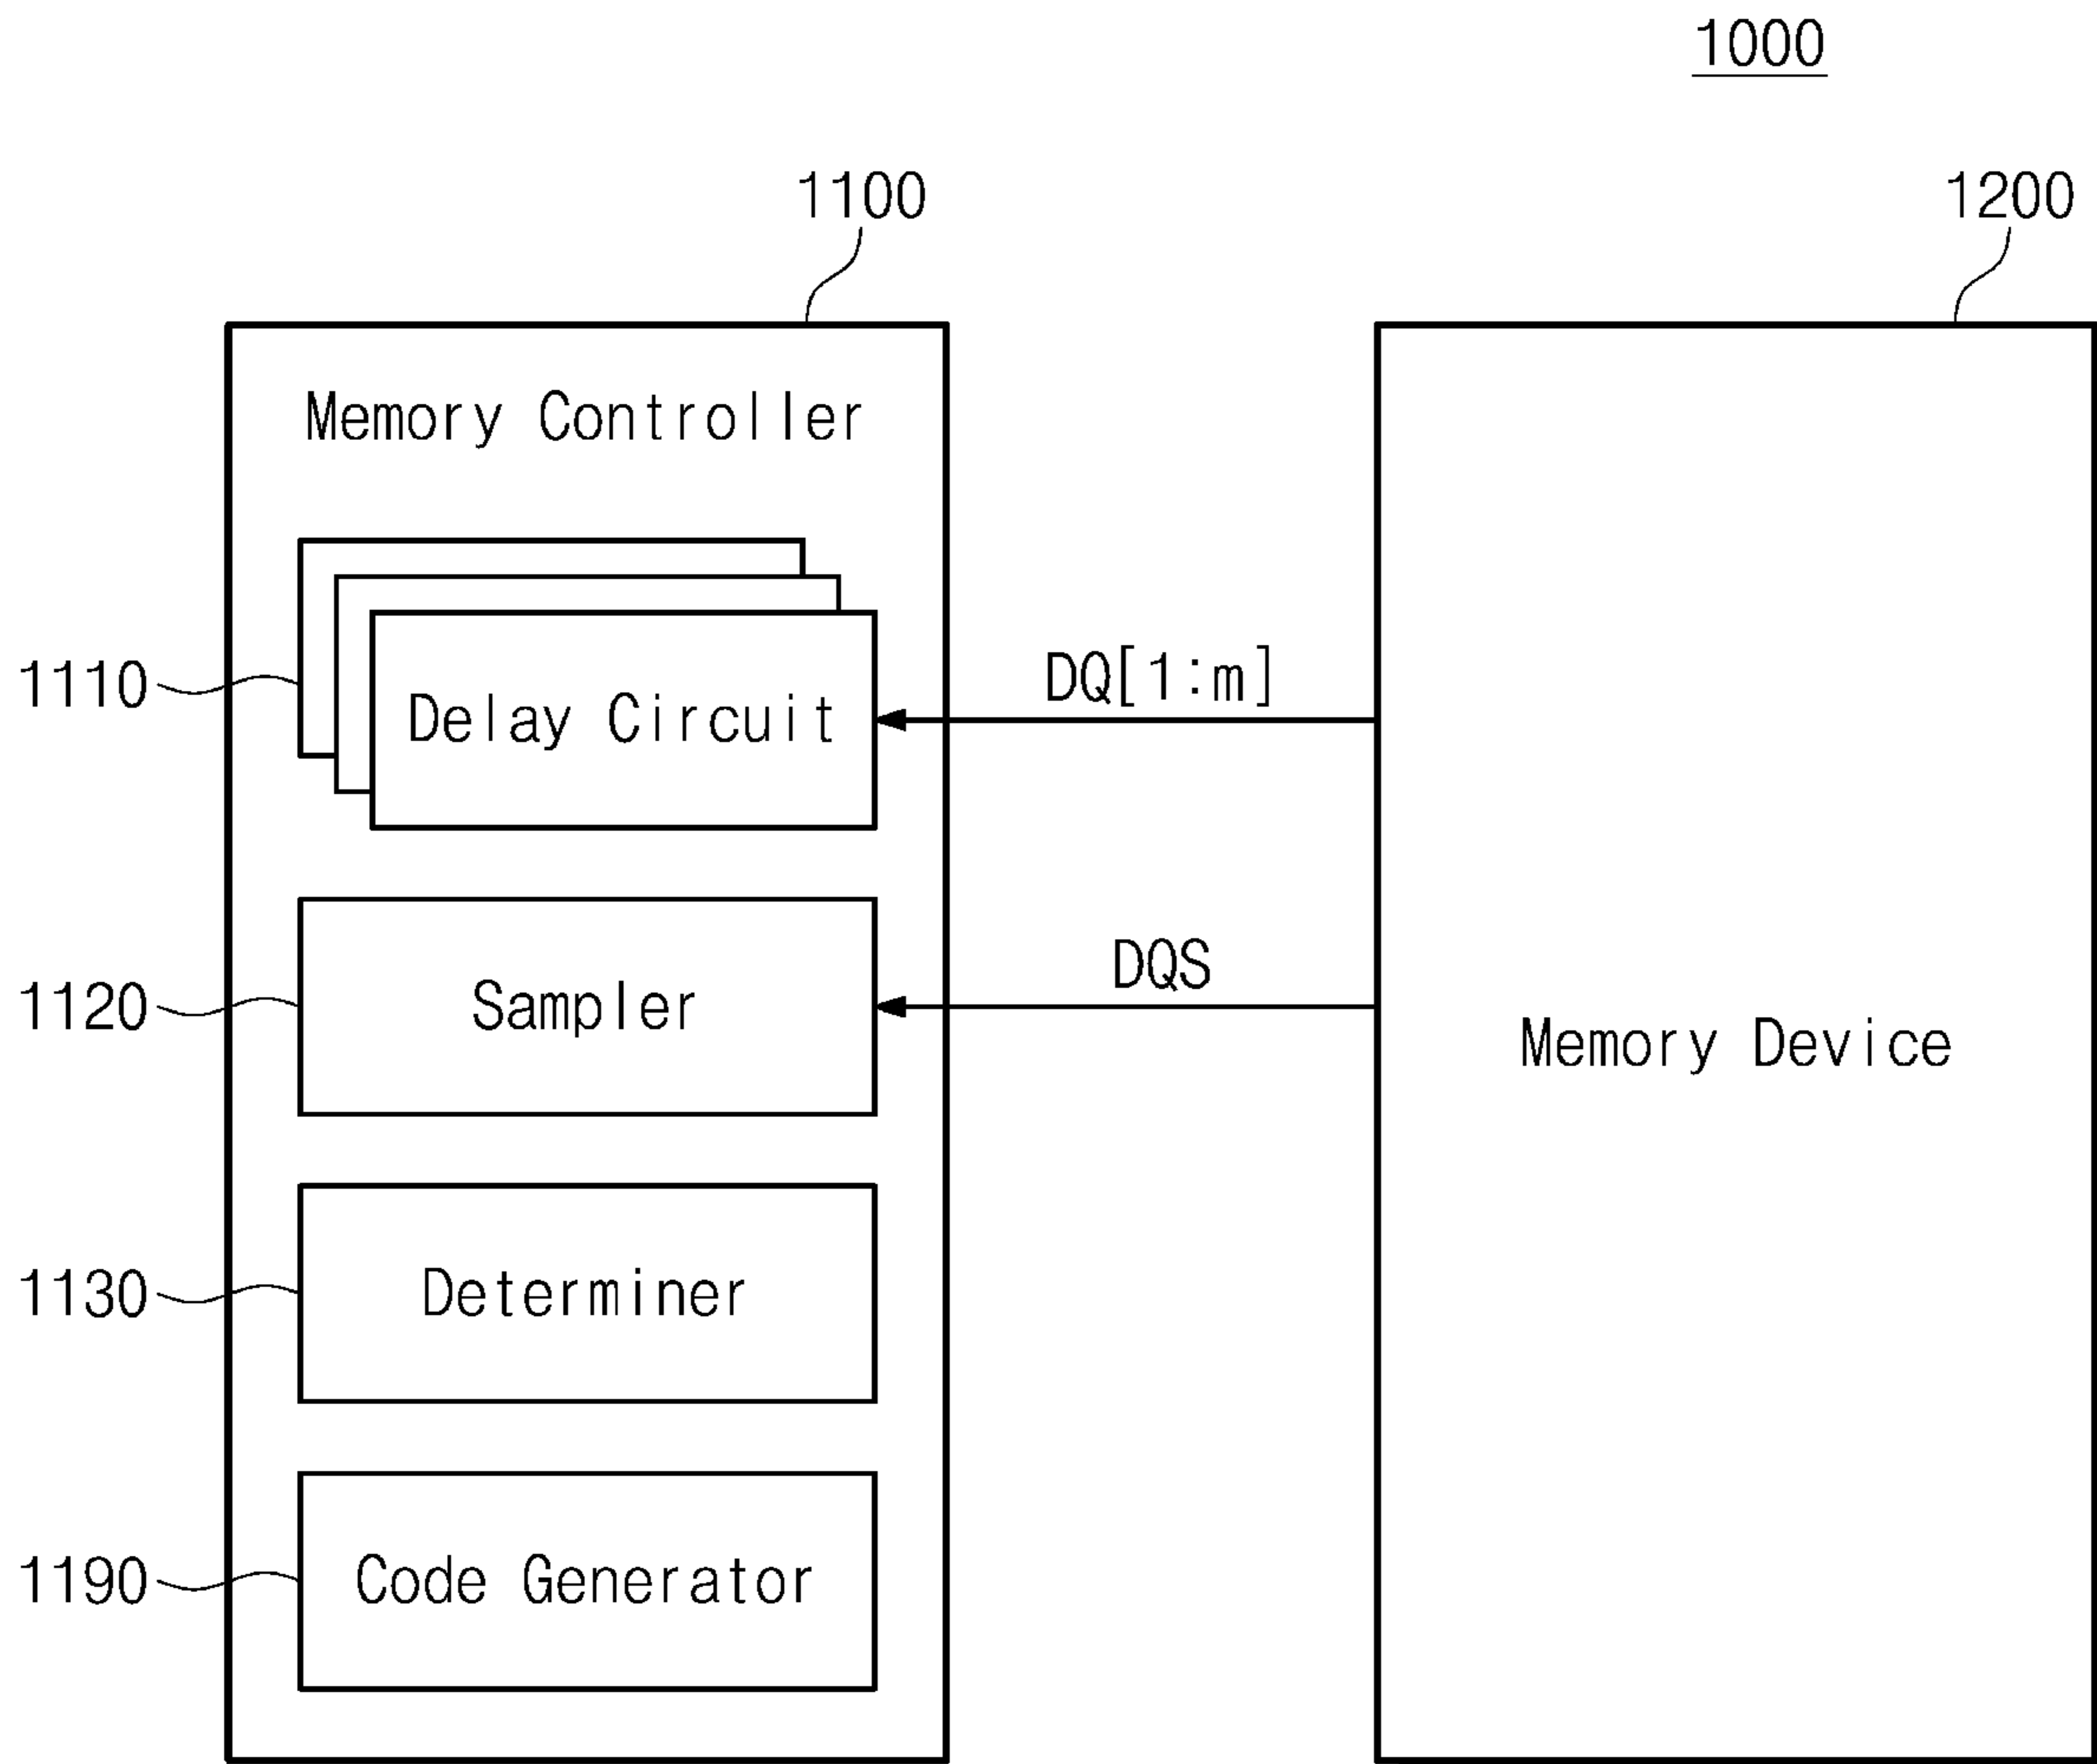 1000
1100
1200
Memory Controller
1110
Delay Circuit
DQ[1:m]
1120
Sampler
DQS
Memory Device
1130
Determiner
1190
Code Generator